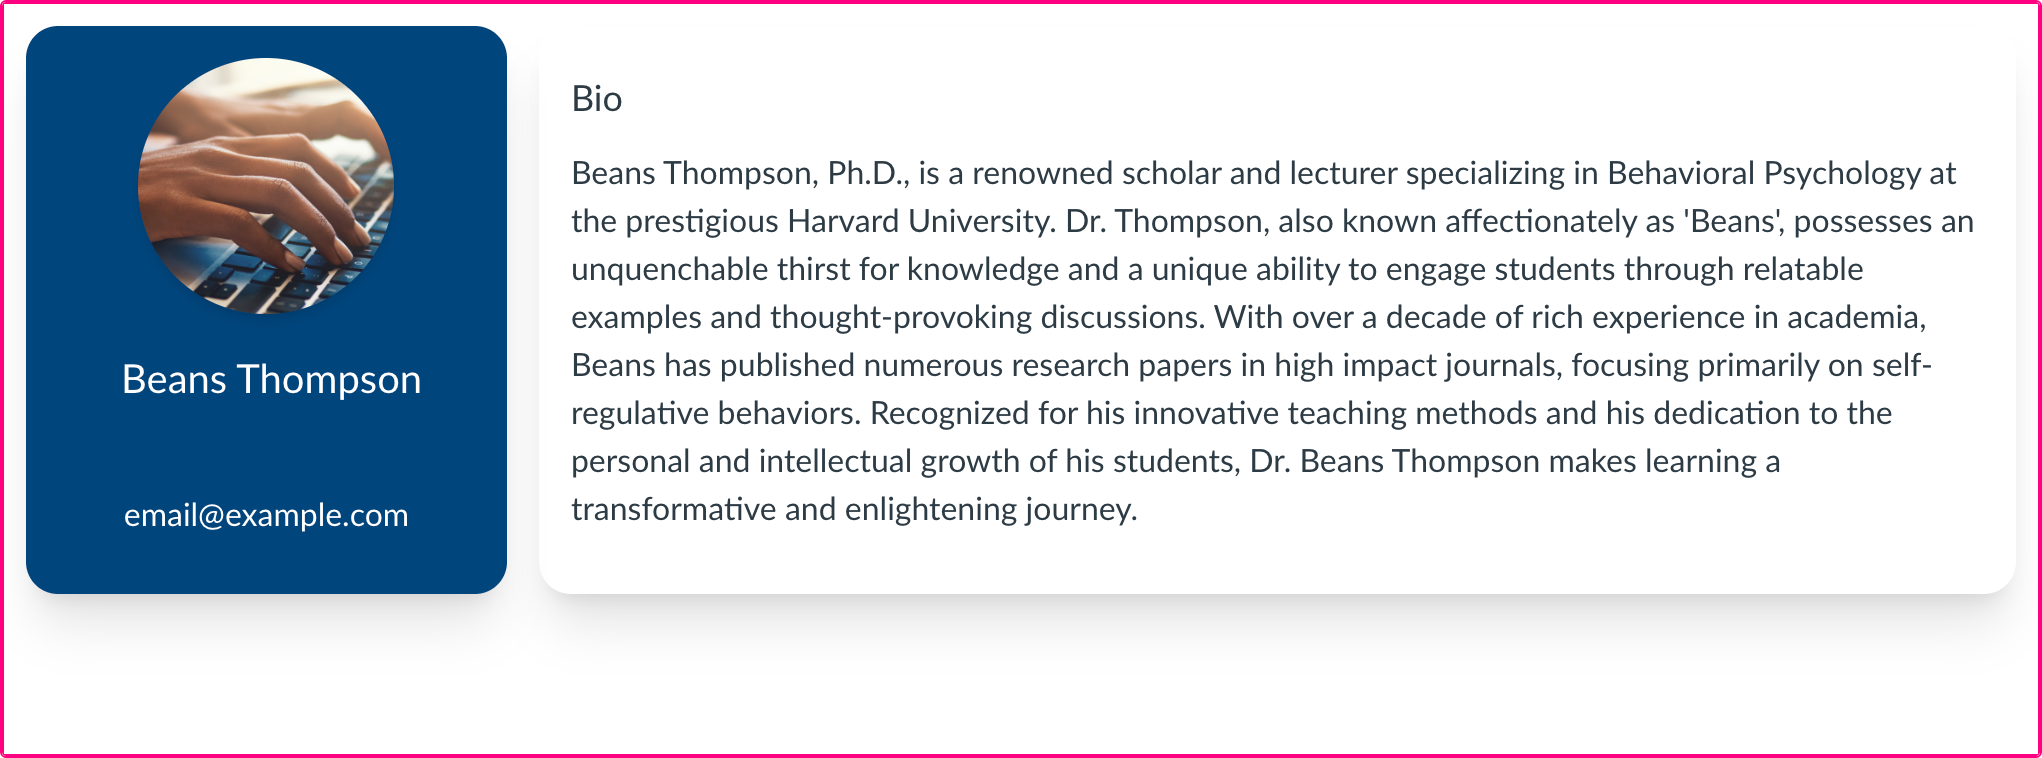 Beans Thompson
email@example.com
Bio
Beans Thompson, Ph.D., is a renowned scholar and lecturer specializing in Behavioral Psychology at
the prestigious Harvard University. Dr. Thompson, also known affectionately as 'Beans', possesses an
unquenchable thirst for knowledge and a unique ability to engage students through relatable
examples and thought-provoking discussions. With over a decade of rich experience in academia,
Beans has published numerous research papers in high impact journals, focusing primarily on self-
regulative behaviors. Recognized for his innovative teaching methods and his dedication to the
personal and intellectual growth of his students, Dr. Beans Thompson makes learning a
transformative and enlightening journey.